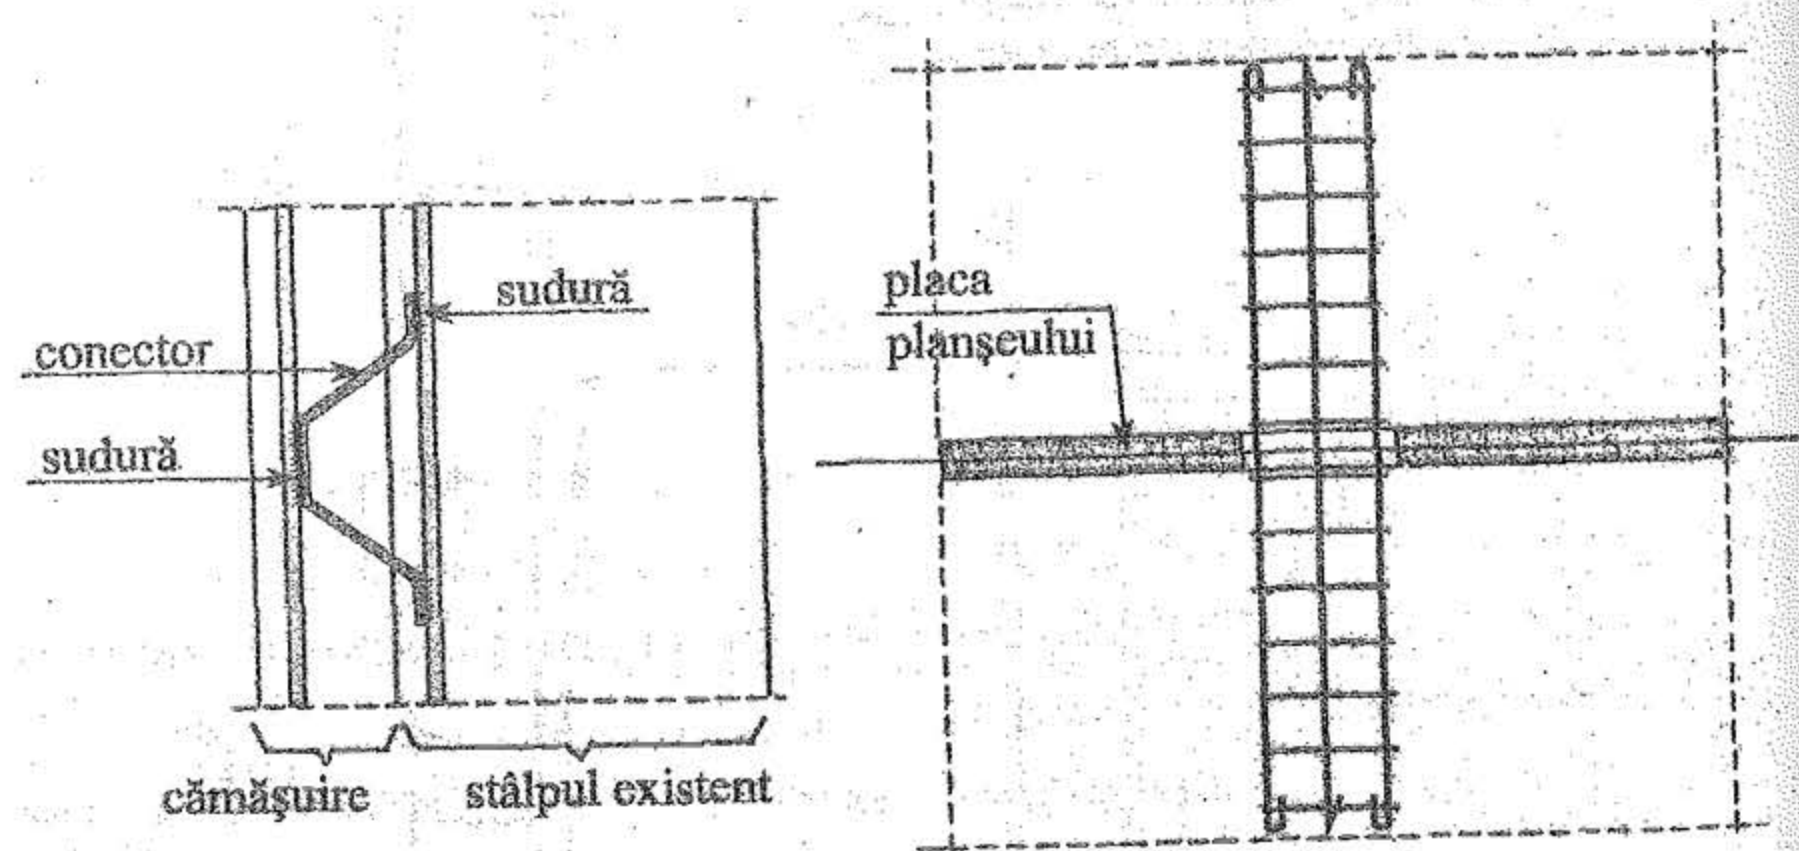 sudură
conector
sudură
cămăşuire
stâlpul existent
placa
planşeului